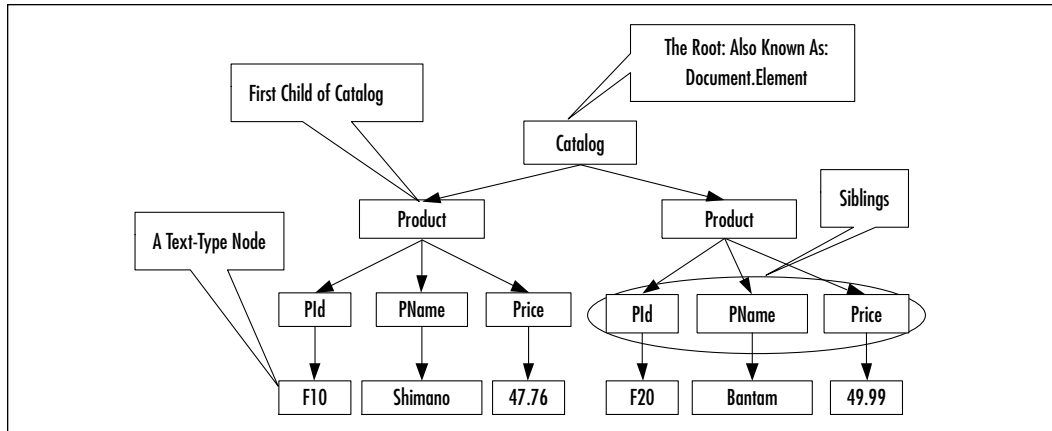 The Root: Also Known As:
Document.Element
First Child of Catalog
Catalog
Siblings
Product
Product
A Text-Type Node
PId
PName
Price
PId
PName
Price
F10
Shimano
47.76
F20
Bantam
49.99